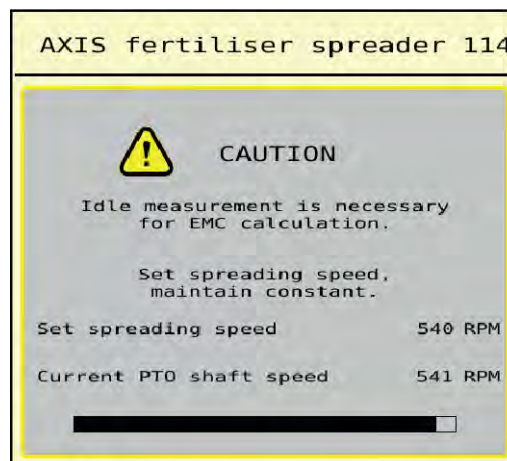 AXIS fertiliser spreader 114
CAUTION
Idle measurement is necessary
for EMC calculation.
Set spreading speed,
maintain constant.
Set spreading speed 540 RPM
Current PTO shaft speed 541 RPM